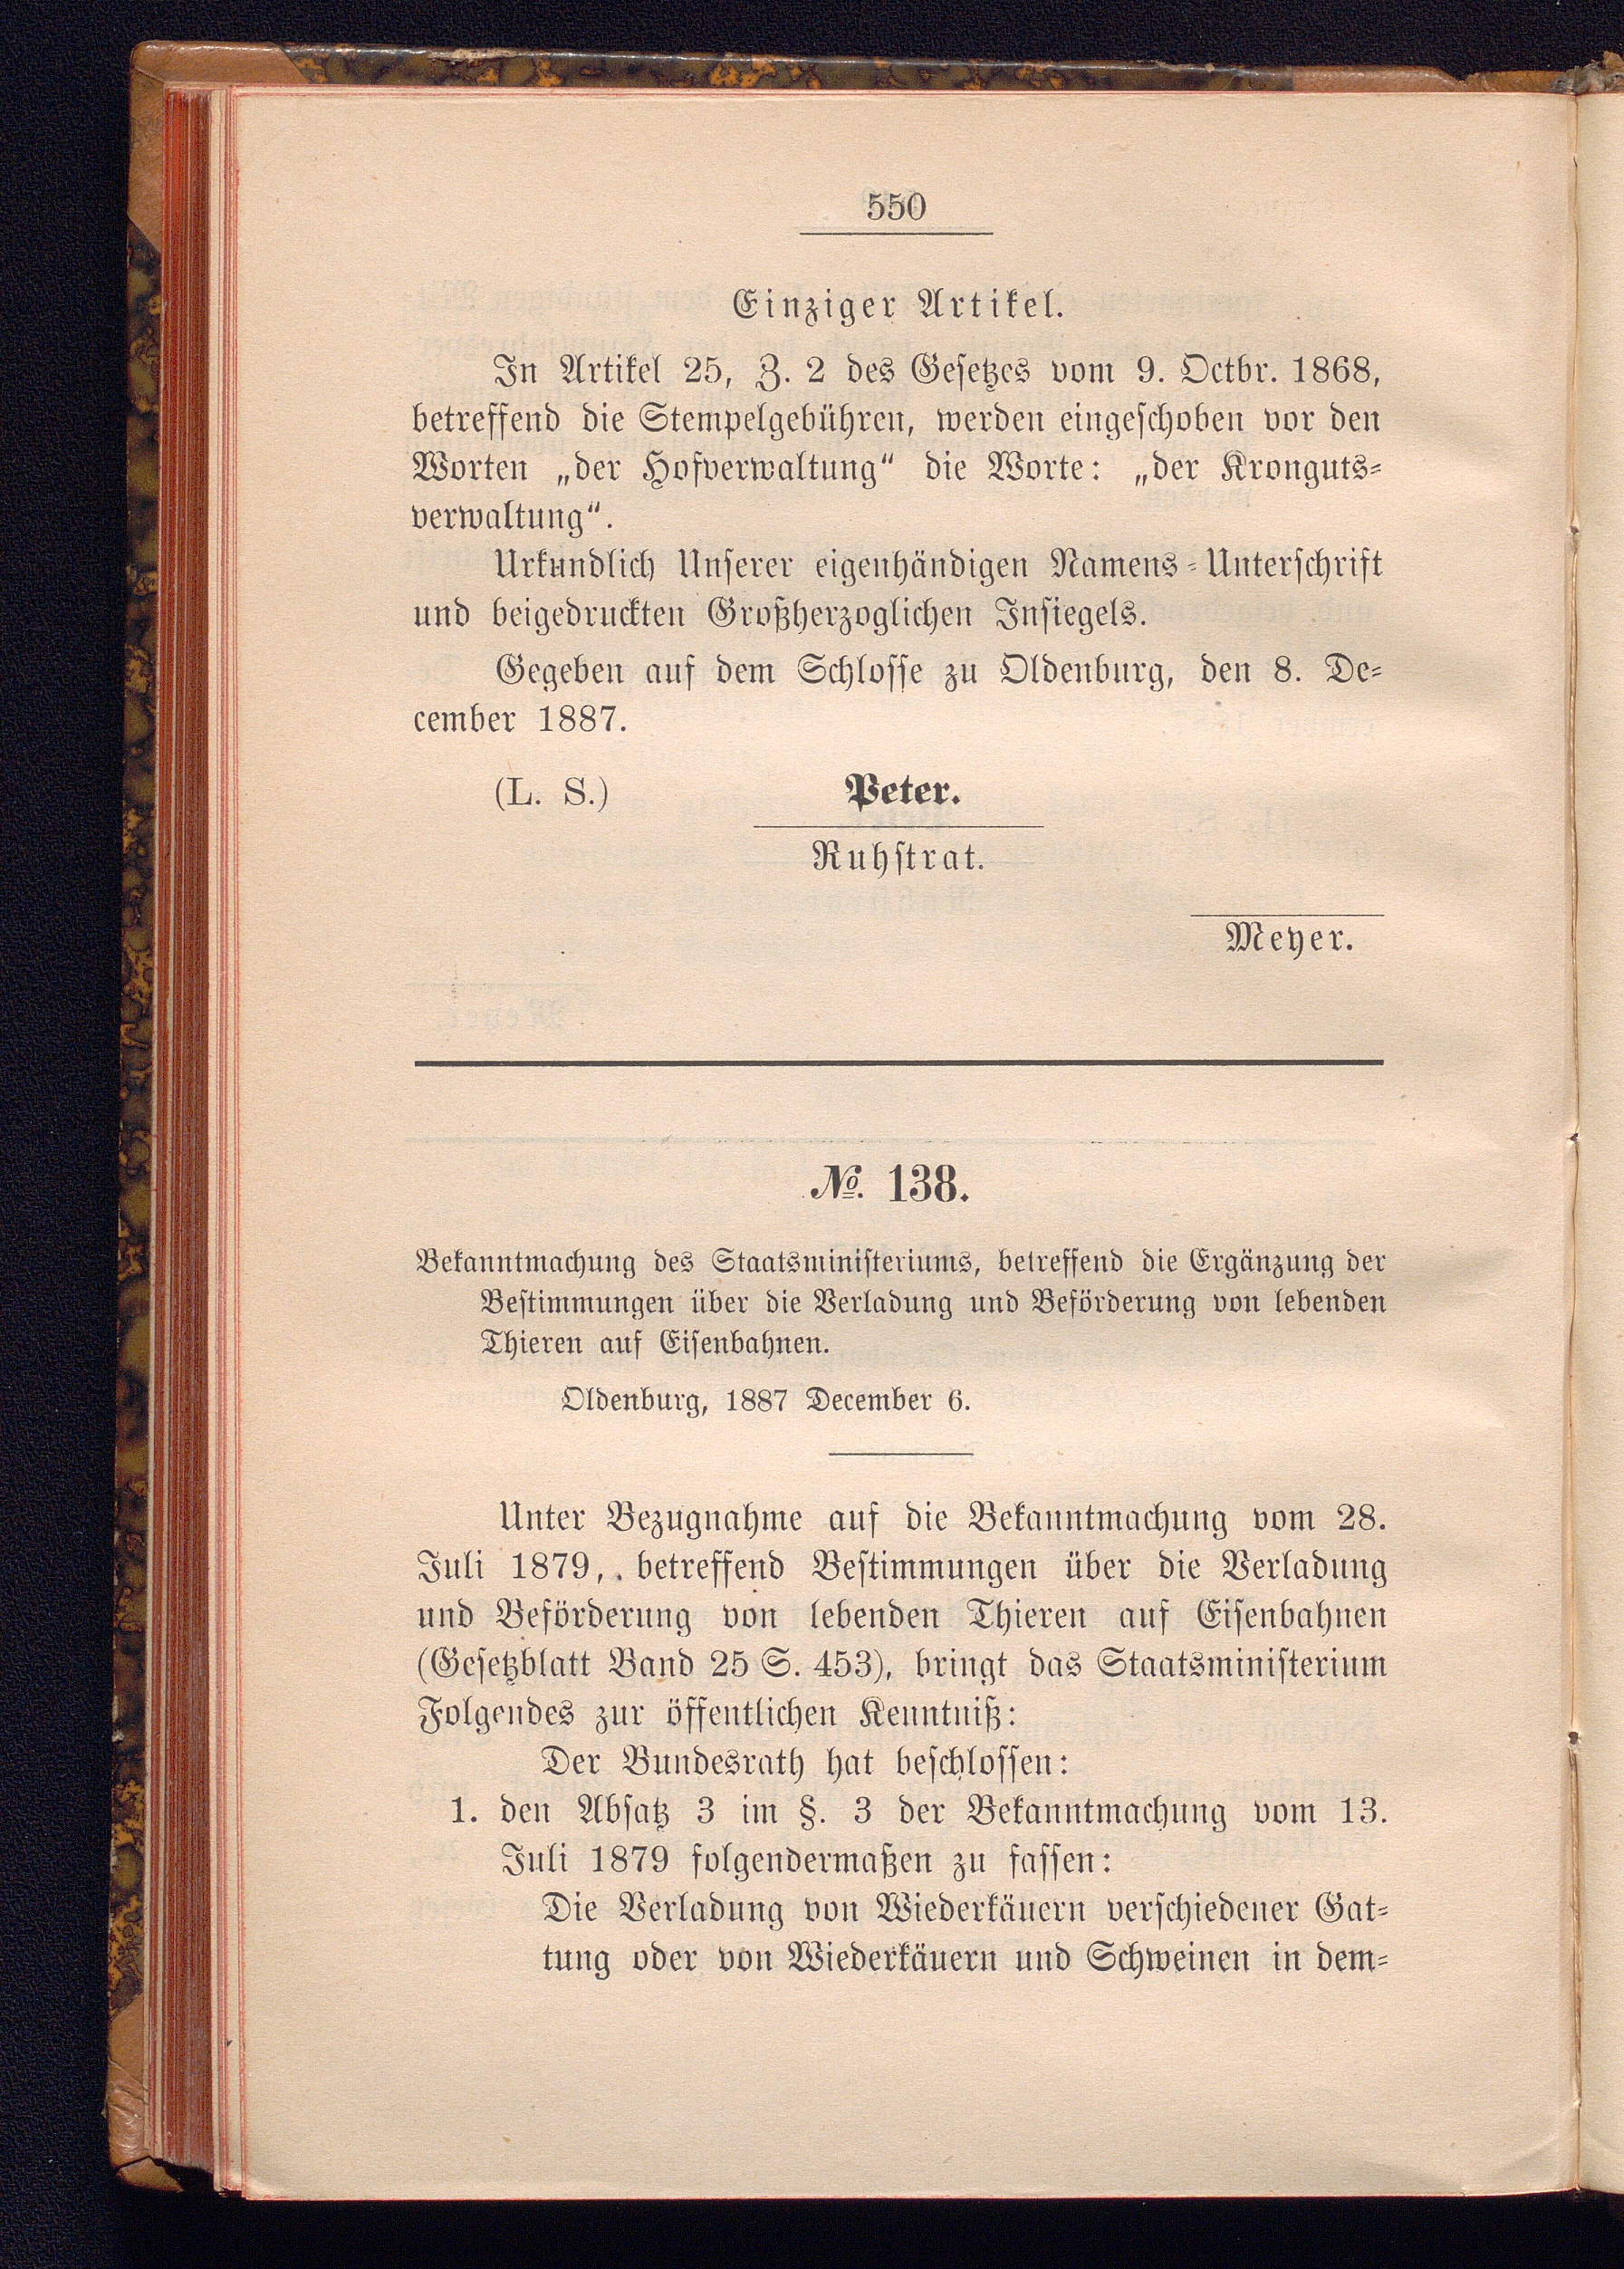 550
Einziger Artikel.
In Artikel 25, Z. 2 des Gesetzes vom 9. Octbr. 1868,
betreffend die Stempelgebühren, werden eingeschoben vor den
Worten „der Hofverwaltung“ die Worte: „der Kronguts-
verwaltung“.
Urkundlich Unserer eigenhändigen Namens-Unterschrift
und beigedruckten Großherzoglichen Insiegels.
Gegeben auf dem Schlosse zu Oldenburg, den 8. De-
cember 1887.
(L. S.) Peter.
Ruhstrat.
Meyer.
№. 138.
Bekanntmachung des Staatsministeriums, betreffend die Ergänzung der
Bestimmungen über die Verladung und Beförderung von lebenden
Thieren auf Eisenbahnen.
Oldenburg, 1887 December 6.
Unter Bezugnahme auf die Bekanntmachung vom 28.
Juli 1879, betreffend Bestimmungen über die Verladung
und Beförderung von lebenden Thieren auf Eisenbahnen
(Gesetzblatt Band 25 S. 453), bringt das Staatsministerium
Folgendes zur öffentlichen Kenntniß:
Der Bundesrath hat beschlossen:
1. den Absatz 3 im §. 3 der Bekanntmachung vom 13.
Juli 1879 folgendermaßen zu fassen:
Die Verladung von Wiederkäuern verschiedener Gat-
tung oder von Wiederkäuern und Schweinen in dem-